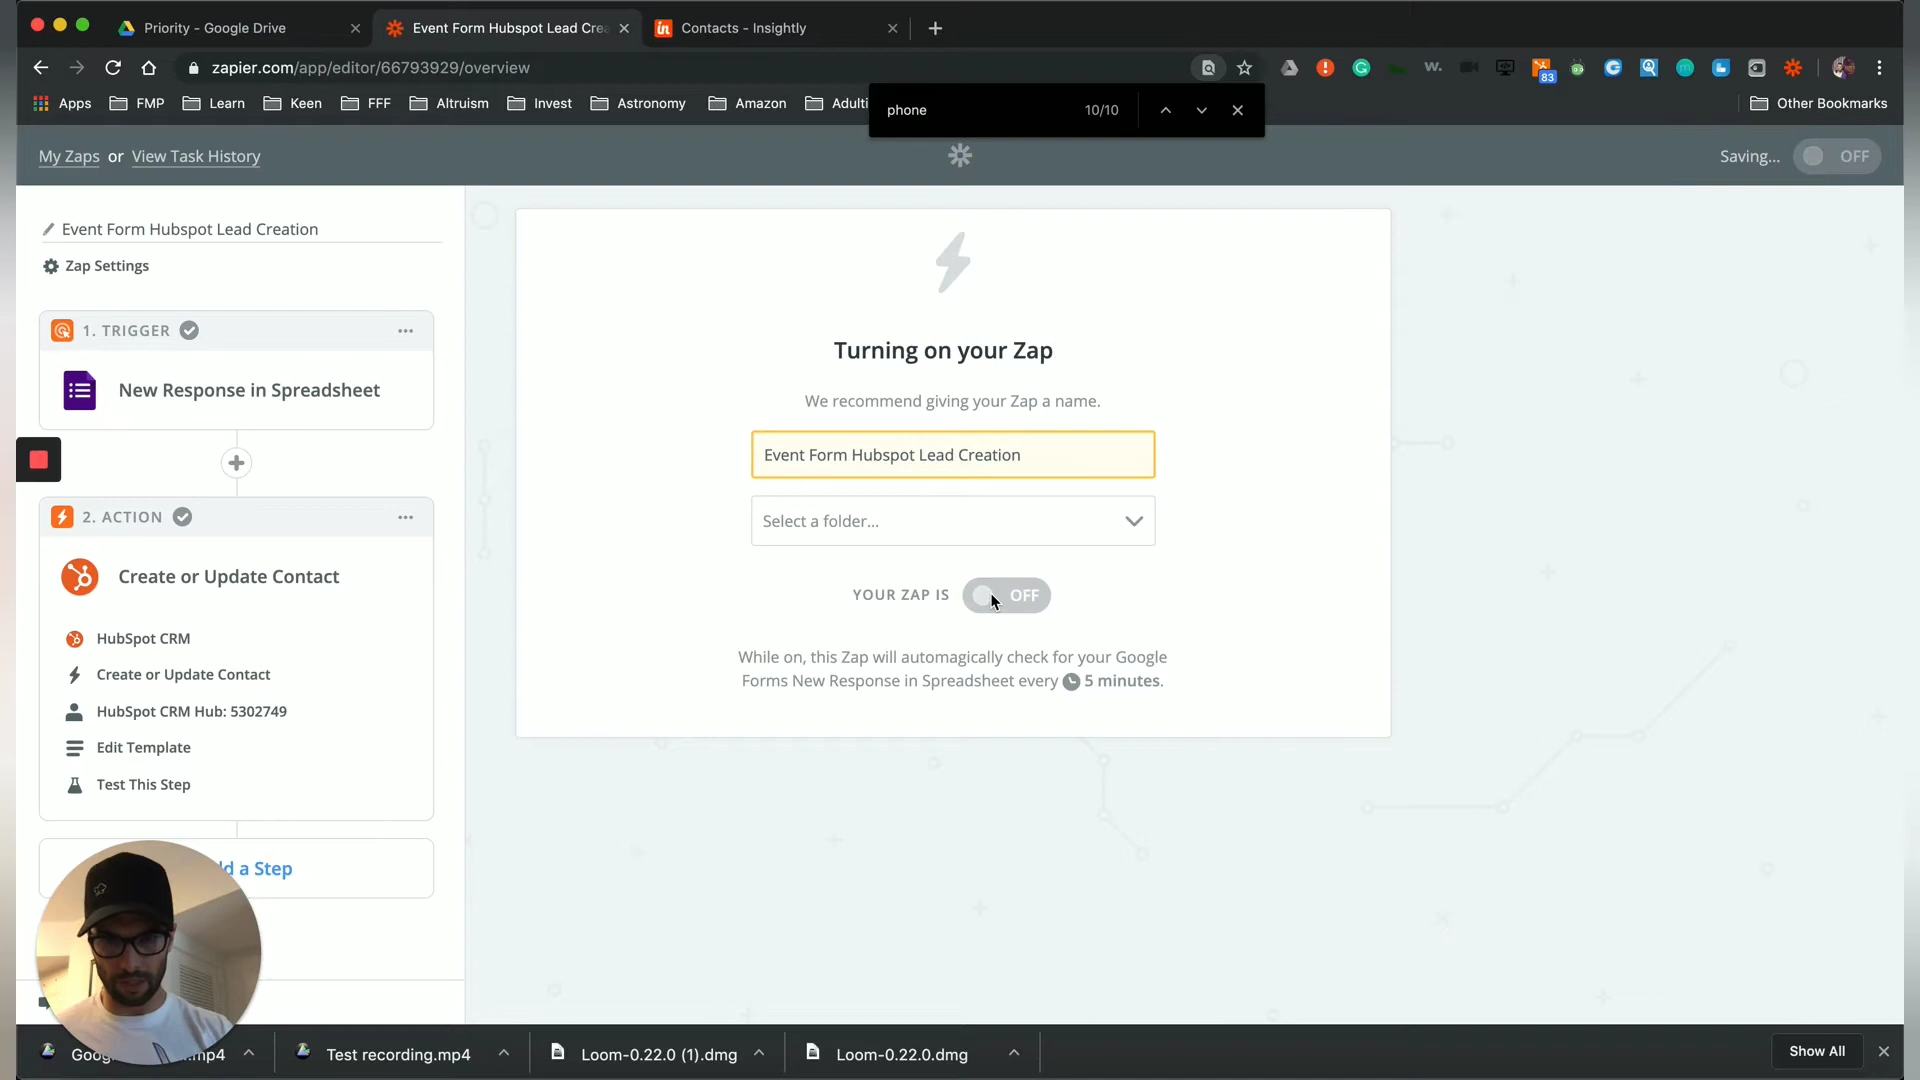 Priority - Google Drive
Event Form Hubspot Lead Crea
Contacts - Insightly
zapier.com/app/editor/66793929/overview
83
Apps
FMP
Learn
Keen
FFF
Altruism
Invest
Astronomy
Amazon
Adulti
Other Bookmarks
phone
10/10
My Zaps or View Task History
Saving...
OFF
Event Form Hubspot Lead Creation
Zap Settings
1. TRIGGER
New Response in Spreadsheet
2. ACTION
Create or Update Contact
HubSpot CRM
Create or Update Contact
HubSpot CRM Hub: 5302749
Edit Template
Test This Step
d a Step
Turning on your Zap
We recommend giving your Zap a name.
Event Form Hubspot Lead Creation
Select a folder...
YOUR ZAP IS
OFF
While on, this Zap will automagically check for your Google
Forms New Response in Spreadsheet every 5 minutes.
Goog
.mp4
Test recording.mp4
Loom-0.22.0 (1).dmg
Loom-0.22.0.dmg
Show All